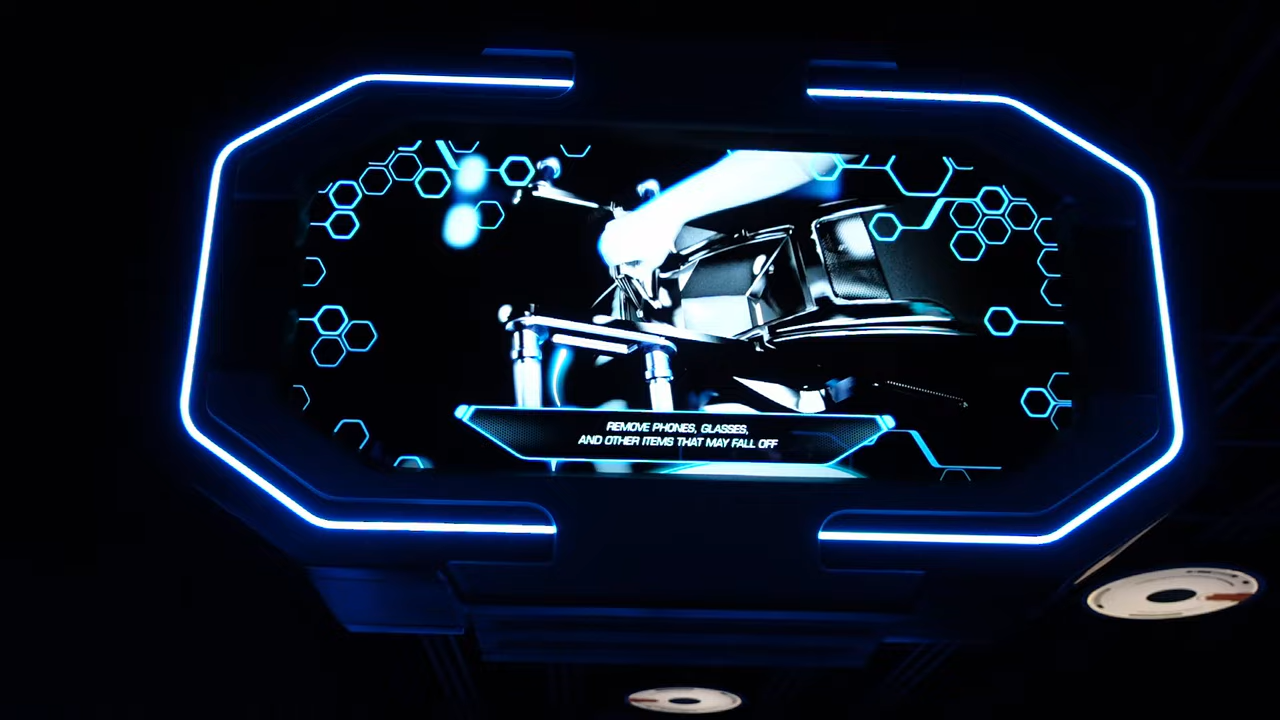 REMOVE PHONES, GLASSES,
AND OTHER ITEMS THAT MAY FALL OFF